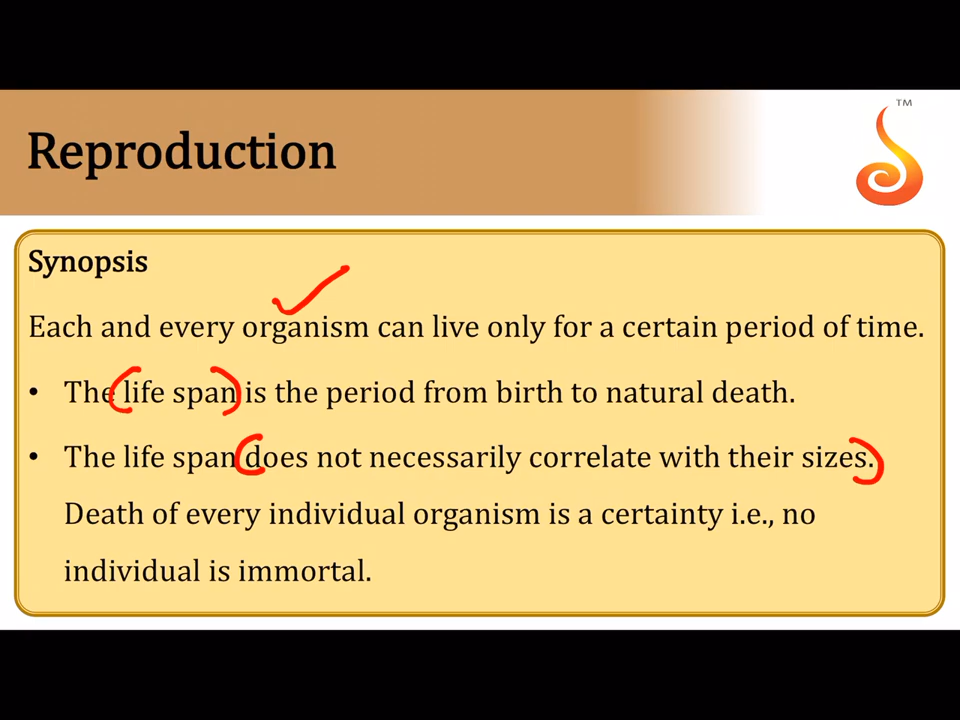 TM
Reproduction
Synopsis
Each and every organism can live only for a certain period of time.
• The life span is the period from birth to natural death.
• The life span does not necessarily correlate with their sizes.
Death of every individual organism is a certainty i.e., no
individual is immortal.